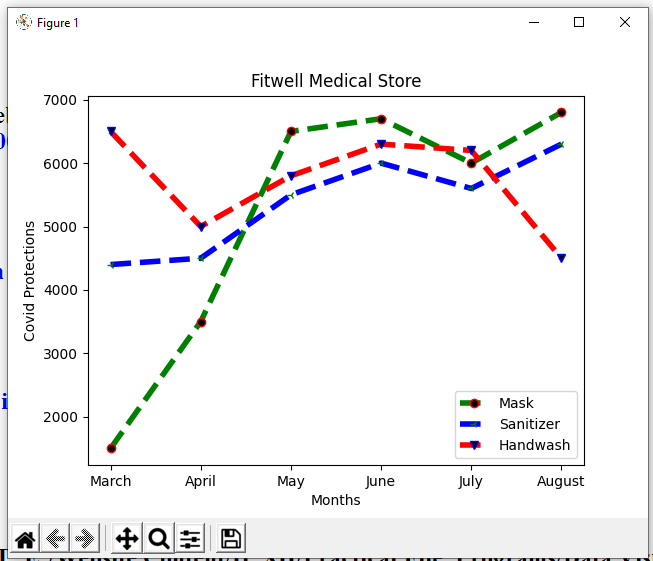 Figure 1
Fitwell Medical Store
7000
6000
5000
4000
3000
2000
Covid Protections
Mask
Sanitizer
Handwash
March April May June July August
Months